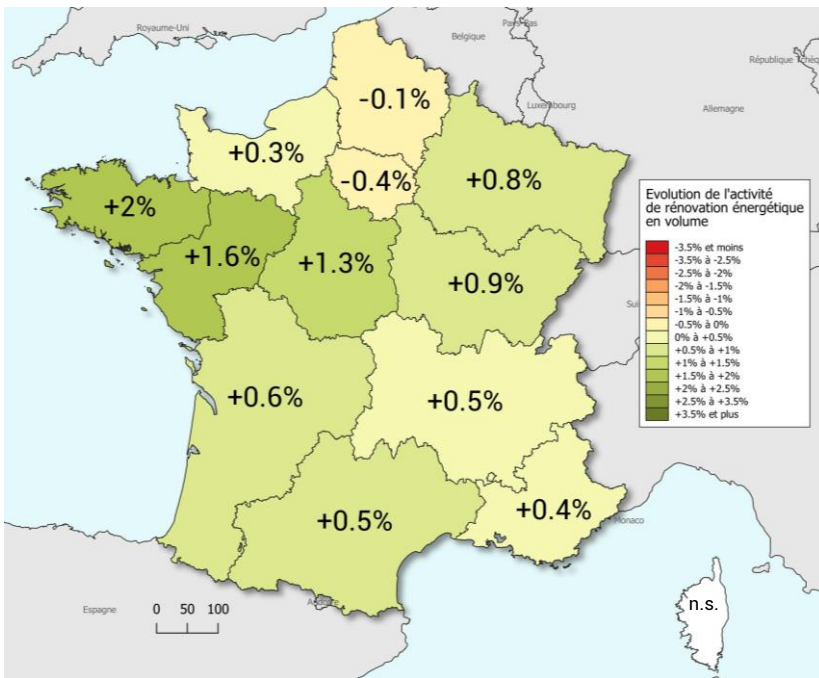 Royaume-Uni
Pays-Bas
Belgique
République Tchèq
Luxembourg
Allemagne
-0.1%
+0.3%
-0.4%
+0.8%
+2%
+1.6%
+1.3%
+0.9%
Evolution de l'activité
de rénovation énergétique
en volume
-3.5% et moins
-3.5% à -2.5%
-2.5% à -2%
-2% à -1.5%
-1.5% à -1%
-1% à -0.5%
-0.5% à 0%
0% à +0.5%
+0.5% à +1%
+1% à +1.5%
+1.5% à +2%
+2% à +2.5%
+2.5% à +3.5%
+3.5% et plus
Sui
+0.6%
+0.5%
+0.5%
+0.4%
Monaco
Espagne
0 50 100
Andorre
n.s.